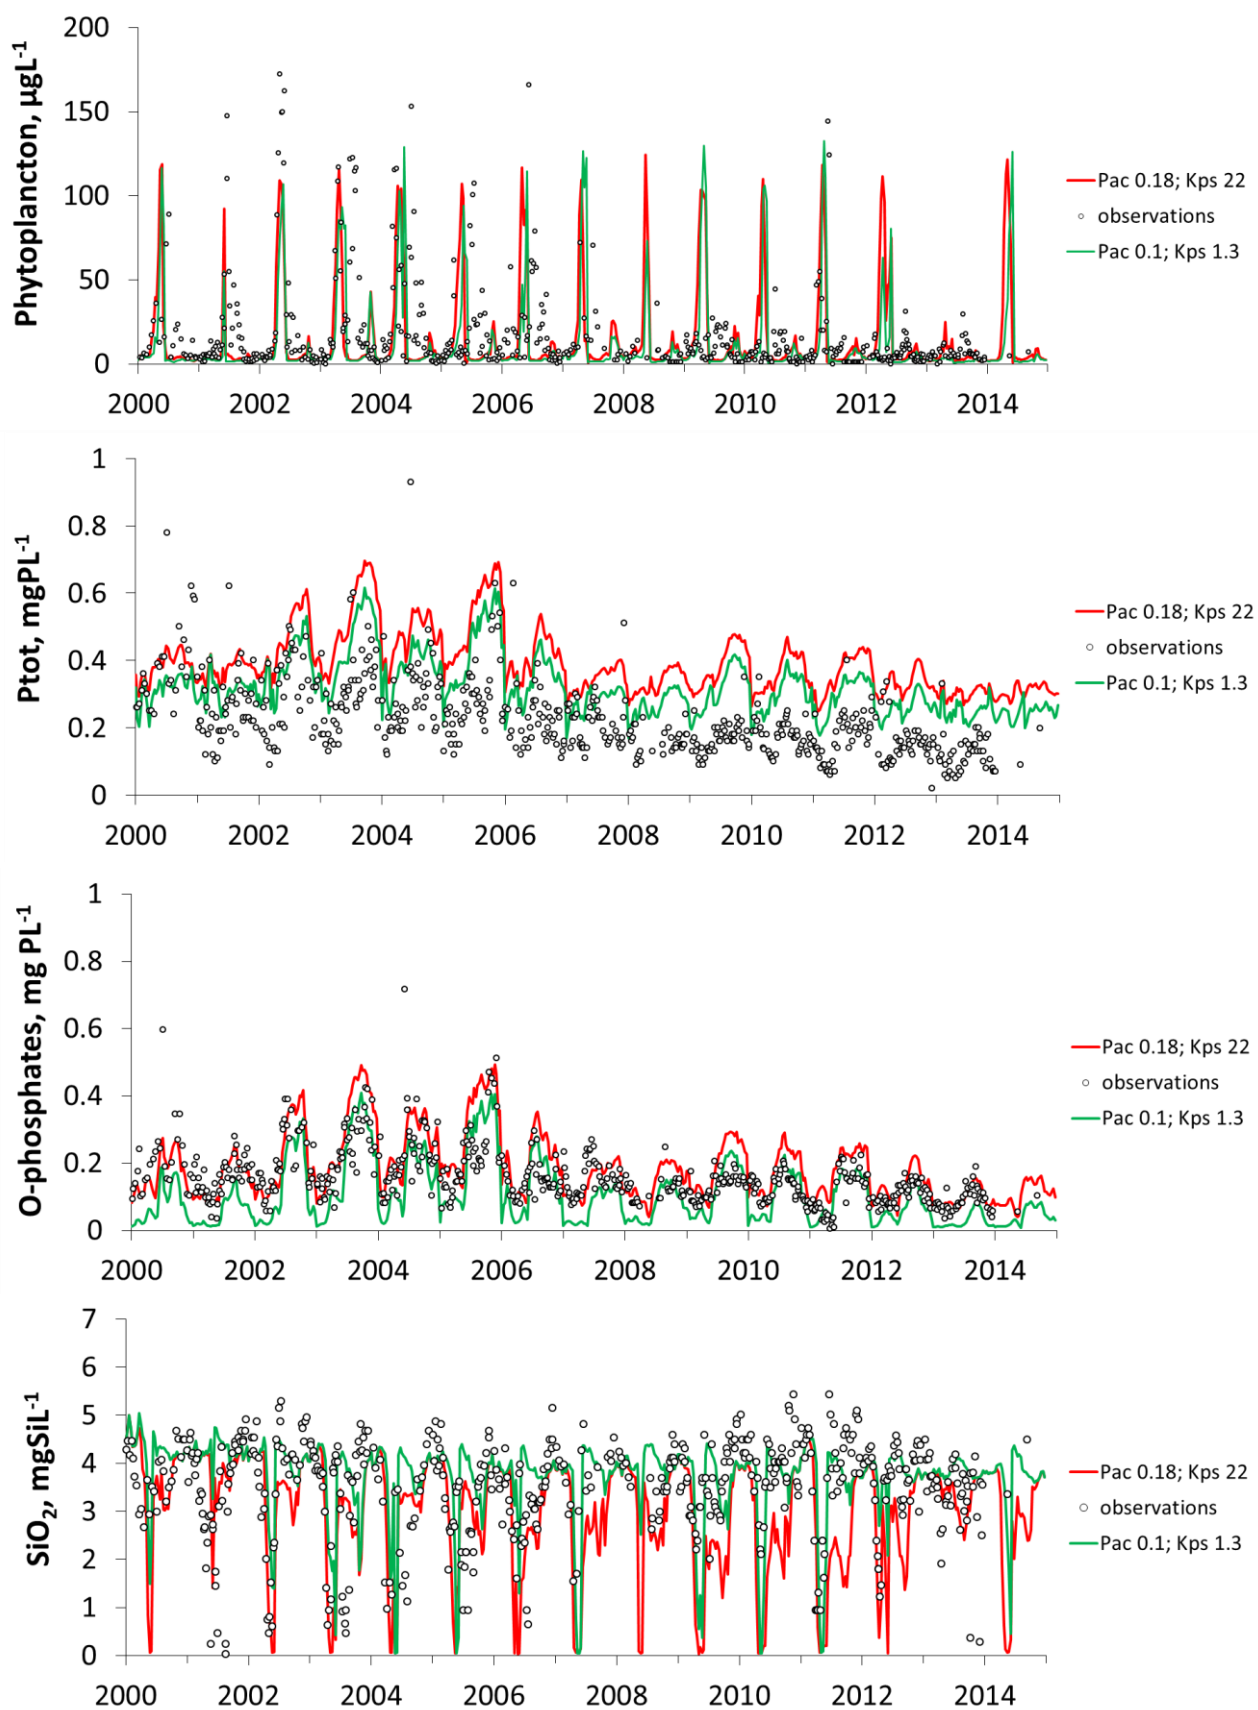 Phytoplancton, µgL-1
200
150
100
50
0
2000 2002 2004 2006 2008 2010 2012 2014
Pac 0.18; Kps 22
observations
Pac 0.1; Kps 1.3
Ptot, mgPL-1
1
0.8
0.6
0.4
0.2
0
2000 2002 2004 2006 2008 2010 2012 2014
Pac 0.18; Kps 22
observations
Pac 0.1; Kps 1.3
O-phosphates, mg PL-1
1
0.8
0.6
0.4
0.2
0
2000 2002 2004 2006 2008 2010 2012 2014
Pac 0.18; Kps 22
observations
Pac 0.1; Kps 1.3
SiO2, mgSiL-1
7
6
5
4
3
2
1
0
2000 2002 2004 2006 2008 2010 2012 2014
Pac 0.18; Kps 22
observations
Pac 0.1; Kps 1.3